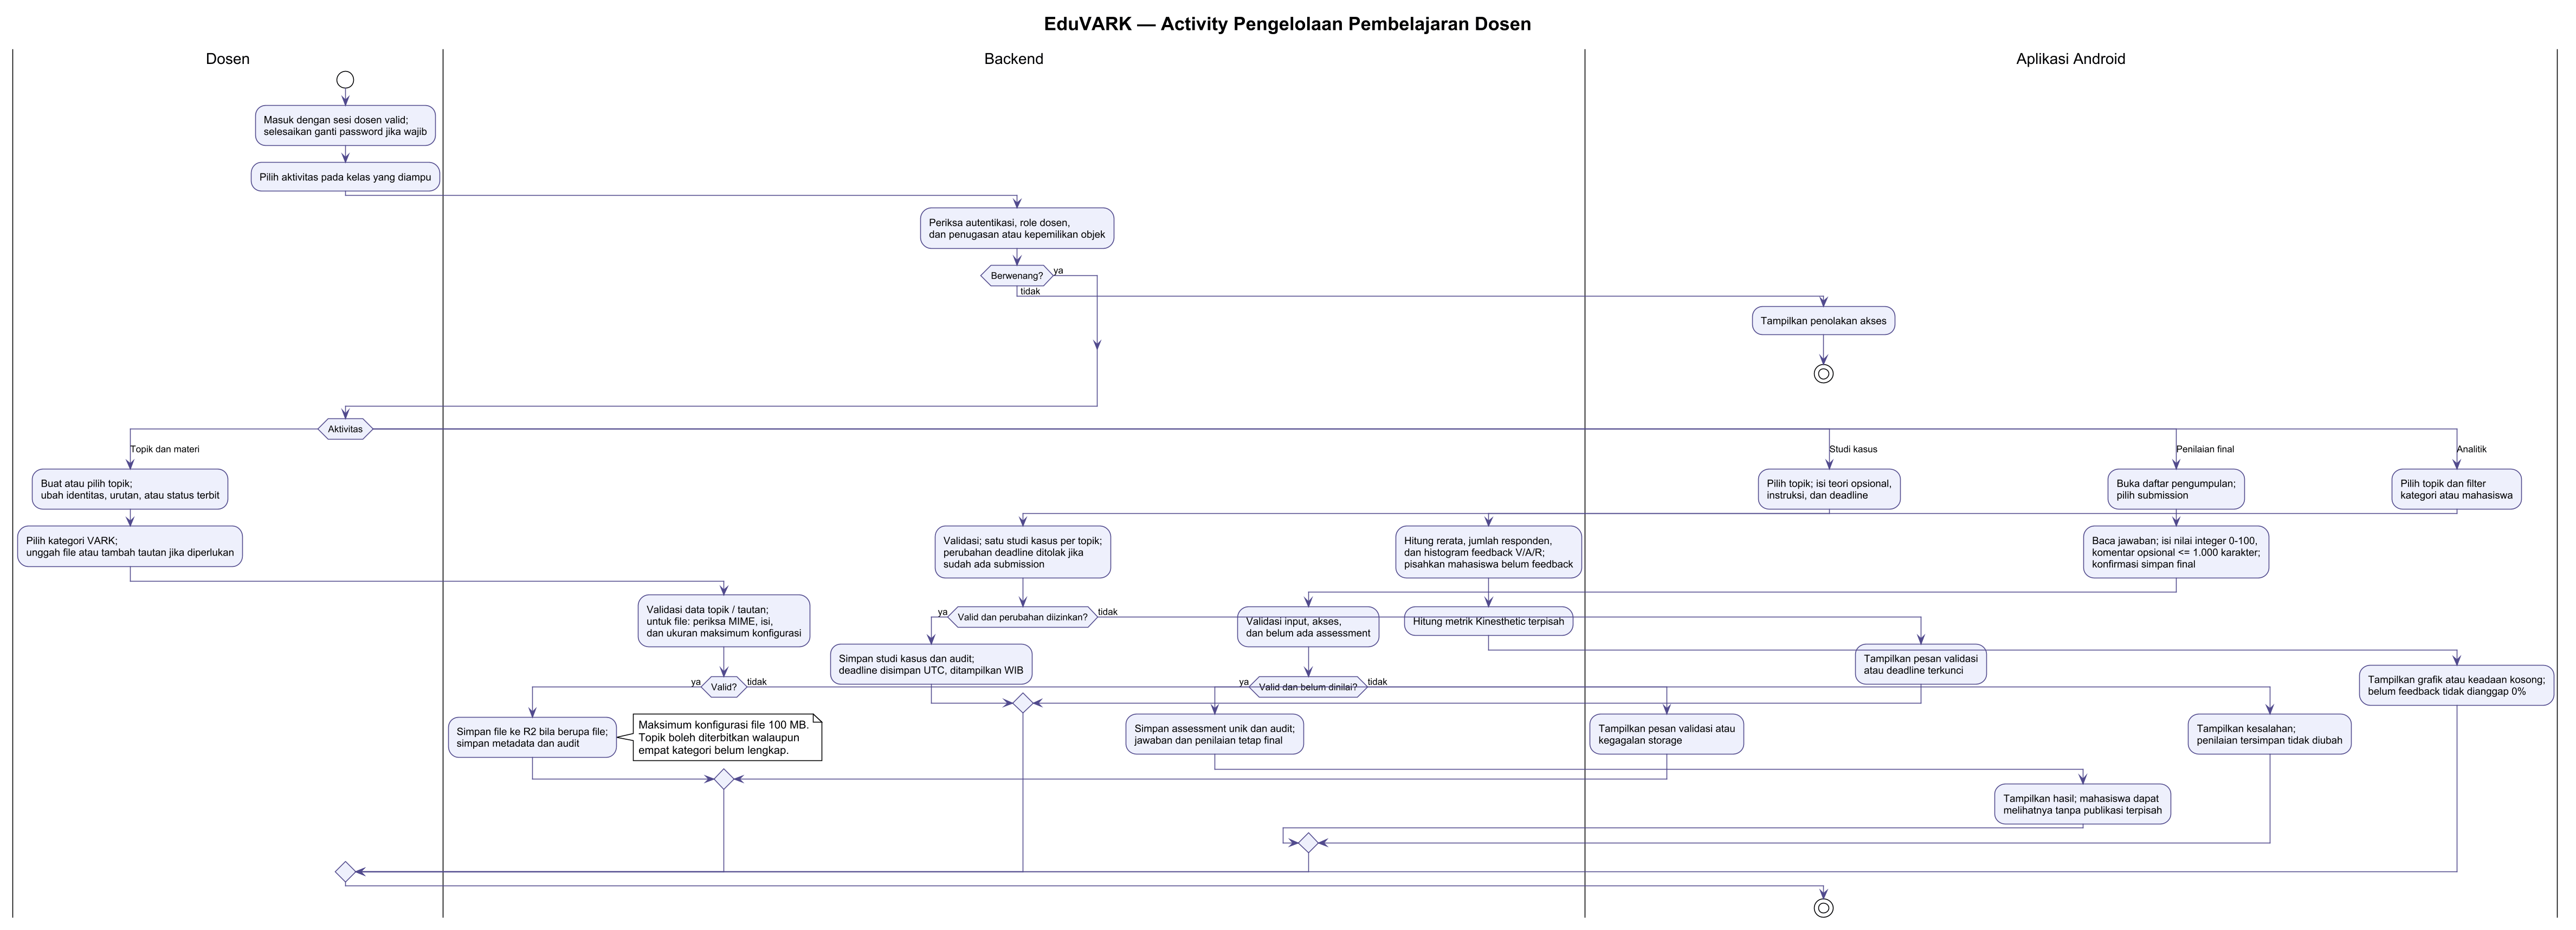 EduVARK — Activity Pengelolaan Pembelajaran Dosen
Dosen
Backend
Aplikasi Android
Masuk dengan sesi dosen valid;
selesaikan ganti password jika wajib
Pilih aktivitas pada kelas yang diampu
Periksa autentikasi, role dosen,
dan penugasan atau kepemilikan objek
Berwenang?
ya
tidak
Tampilkan penolakan akses
Aktivitas
Topik dan materi
Studi kasus
Penilaian final
Analitik
Buat atau pilih topik;
ubah identitas, urutan, atau status terbit
Pilih topik; isi teori opsional,
instruksi, dan deadline
Buka daftar pengumpulan;
pilih submission
Pilih topik dan filter
kategori atau mahasiswa
Pilih kategori VARK;
unggah file atau tambah tautan jika diperlukan
Validasi; satu studi kasus per topik;
perubahan deadline ditolak jika
sudah ada submission
Hitung rerata, jumlah responden,
dan histogram feedback V/A/R;
pisahkan mahasiswa belum feedback
Baca jawaban; isi nilai integer 0-100,
komentar opsional <= 1.000 karakter;
konfirmasi simpan final
Validasi data topik / tautan;
untuk file: periksa MIME, isi,
dan ukuran maksimum konfigurasi
ya
Valid dan perubahan diizinkan?
tidak
Validasi input, akses,
dan belum ada assessment
Hitung metrik Kinesthetic terpisah
Simpan studi kasus dan audit;
deadline disimpan UTC, ditampilkan WIB
Tampilkan pesan validasi
atau deadline terkunci
Tampilkan grafik atau keadaan kosong;
belum feedback tidak dianggap 0%
ya
Valid?
tidak
ya
Valid dan belum dinilai?
tidak
Simpan file ke R2 bila berupa file;
simpan metadata dan audit
Maksimum konfigurasi file 100 MB.
Topik boleh diterbitkan walaupun
empat kategori belum lengkap.
Simpan assessment unik dan audit;
jawaban dan penilaian tetap final
Tampilkan pesan validasi atau
kegagalan storage
Tampilkan kesalahan;
penilaian tersimpan tidak diubah
Tampilkan hasil; mahasiswa dapat
melihatnya tanpa publikasi terpisah